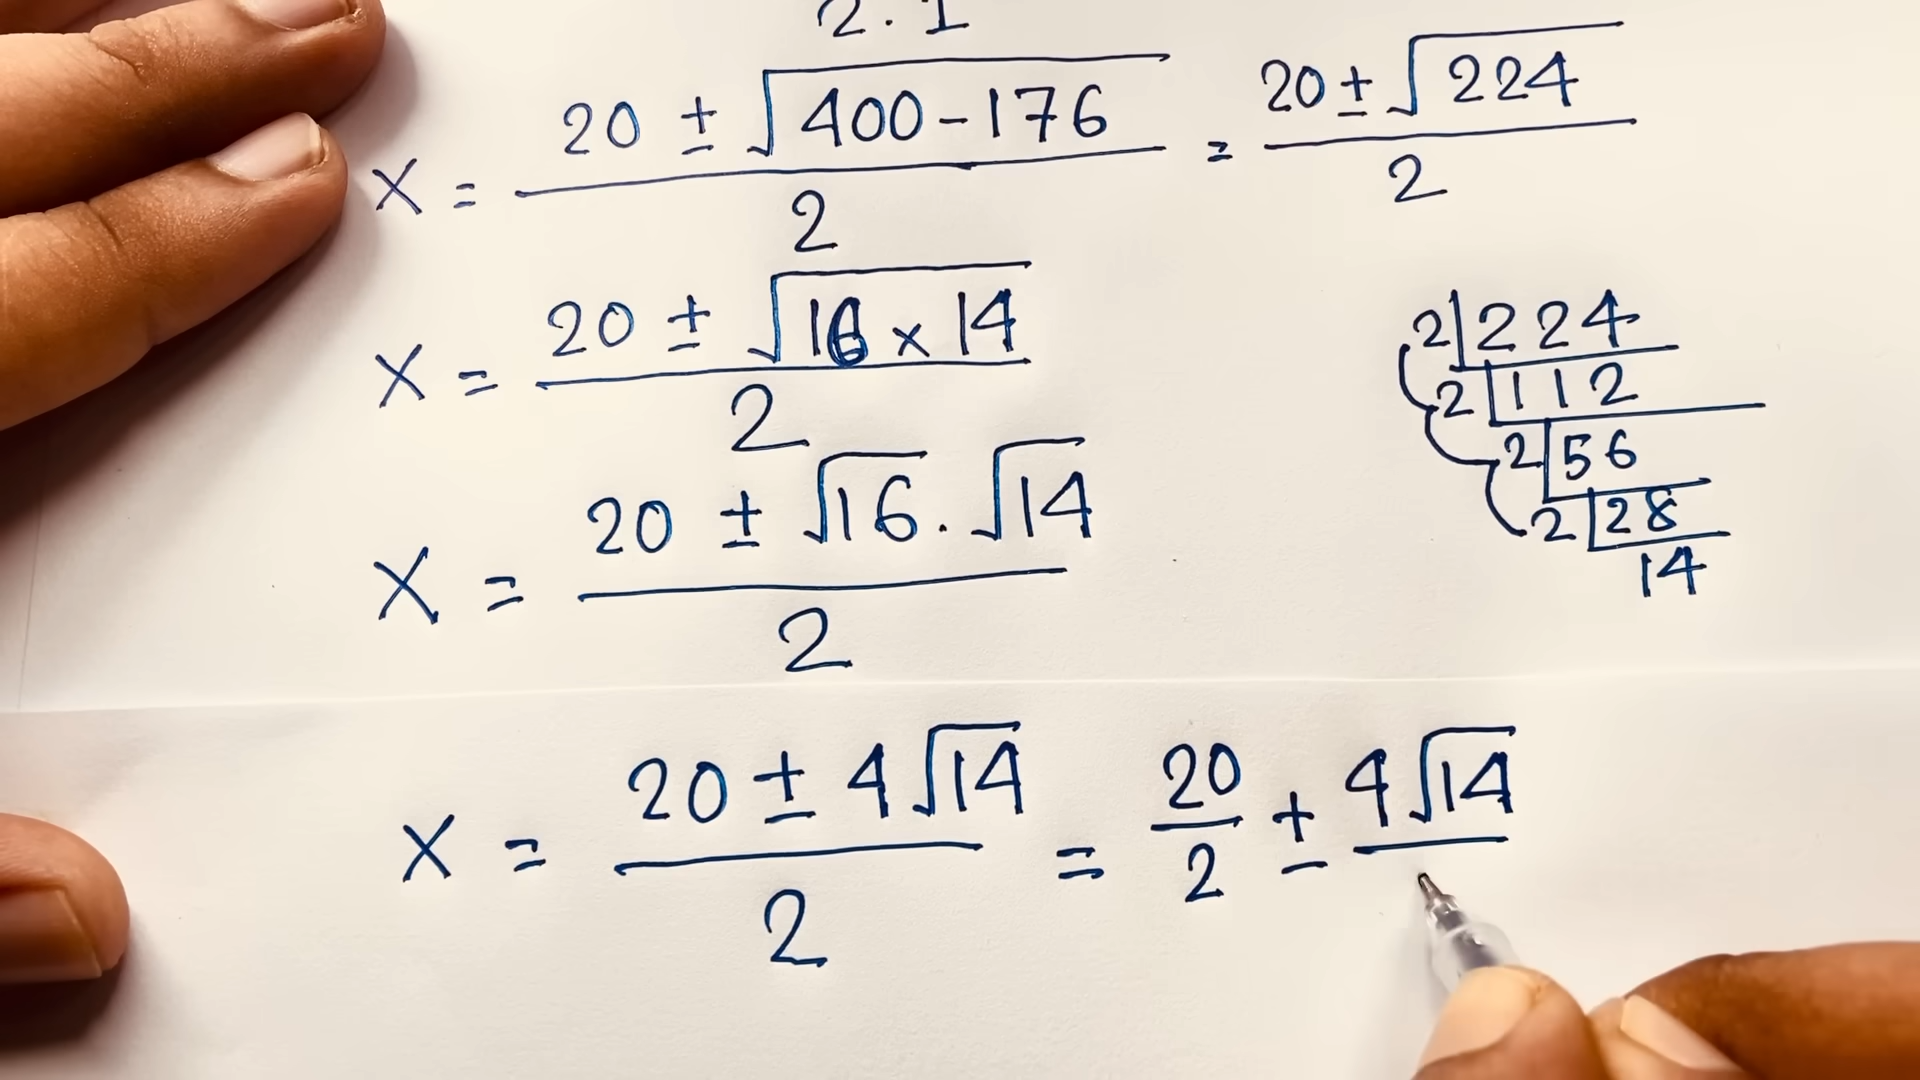 2 . 1
x = 20 ± √400 - 176 / 2 = 20 ± √224 / 2
x = 20 ± √16 × 14 / 2
x = 20 ± √16 . √14 / 2
x = 20 ± 4√14 / 2 = 20 / 2 ± 4√14
2 | 224
2 | 112
2 | 56
2 | 28
14